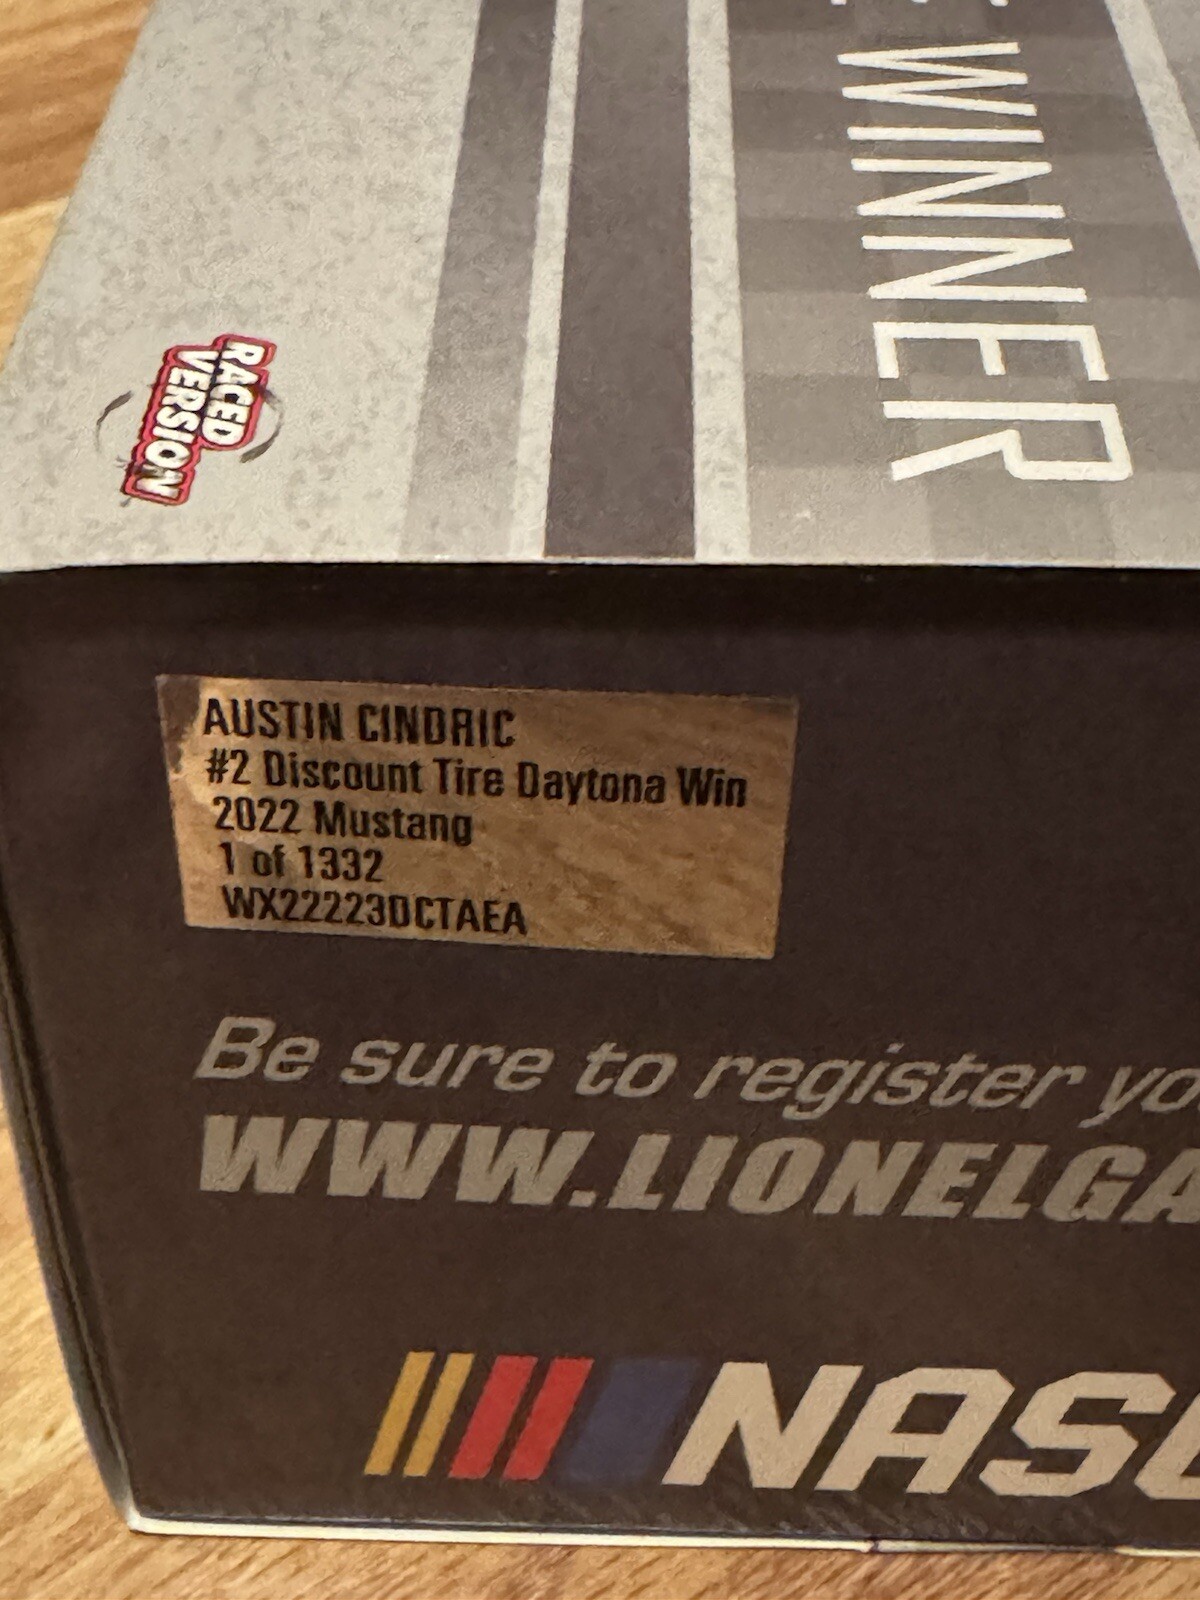 WINNER
RACED
VERSION
AUSTIN CINDRIC
#2 Discount Tire Daytona Win
2022 Mustang
1 of 1332
WX22223DCTAEA
Be sure to register yo
WWW.LIONELGA
NASC